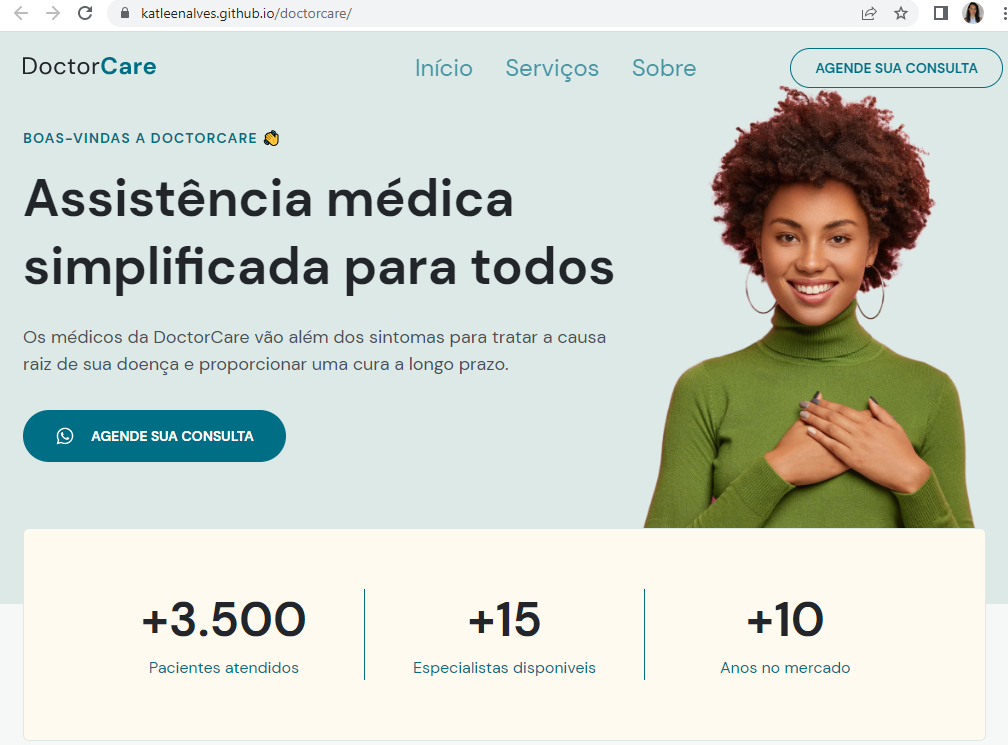 katleenalves.github.io/doctorcare/
DoctorCare
Início Serviços Sobre
AGENDE SUA CONSULTA
BOAS-VINDAS A DOCTORCARE 👏
Assistência médica
simplificada para todos
Os médicos da DoctorCare vão além dos sintomas para tratar a causa
raiz de sua doença e proporcionar uma cura a longo prazo.
AGENDE SUA CONSULTA
+3.500
Pacientes atendidos
+15
Especialistas disponiveis
+10
Anos no mercado